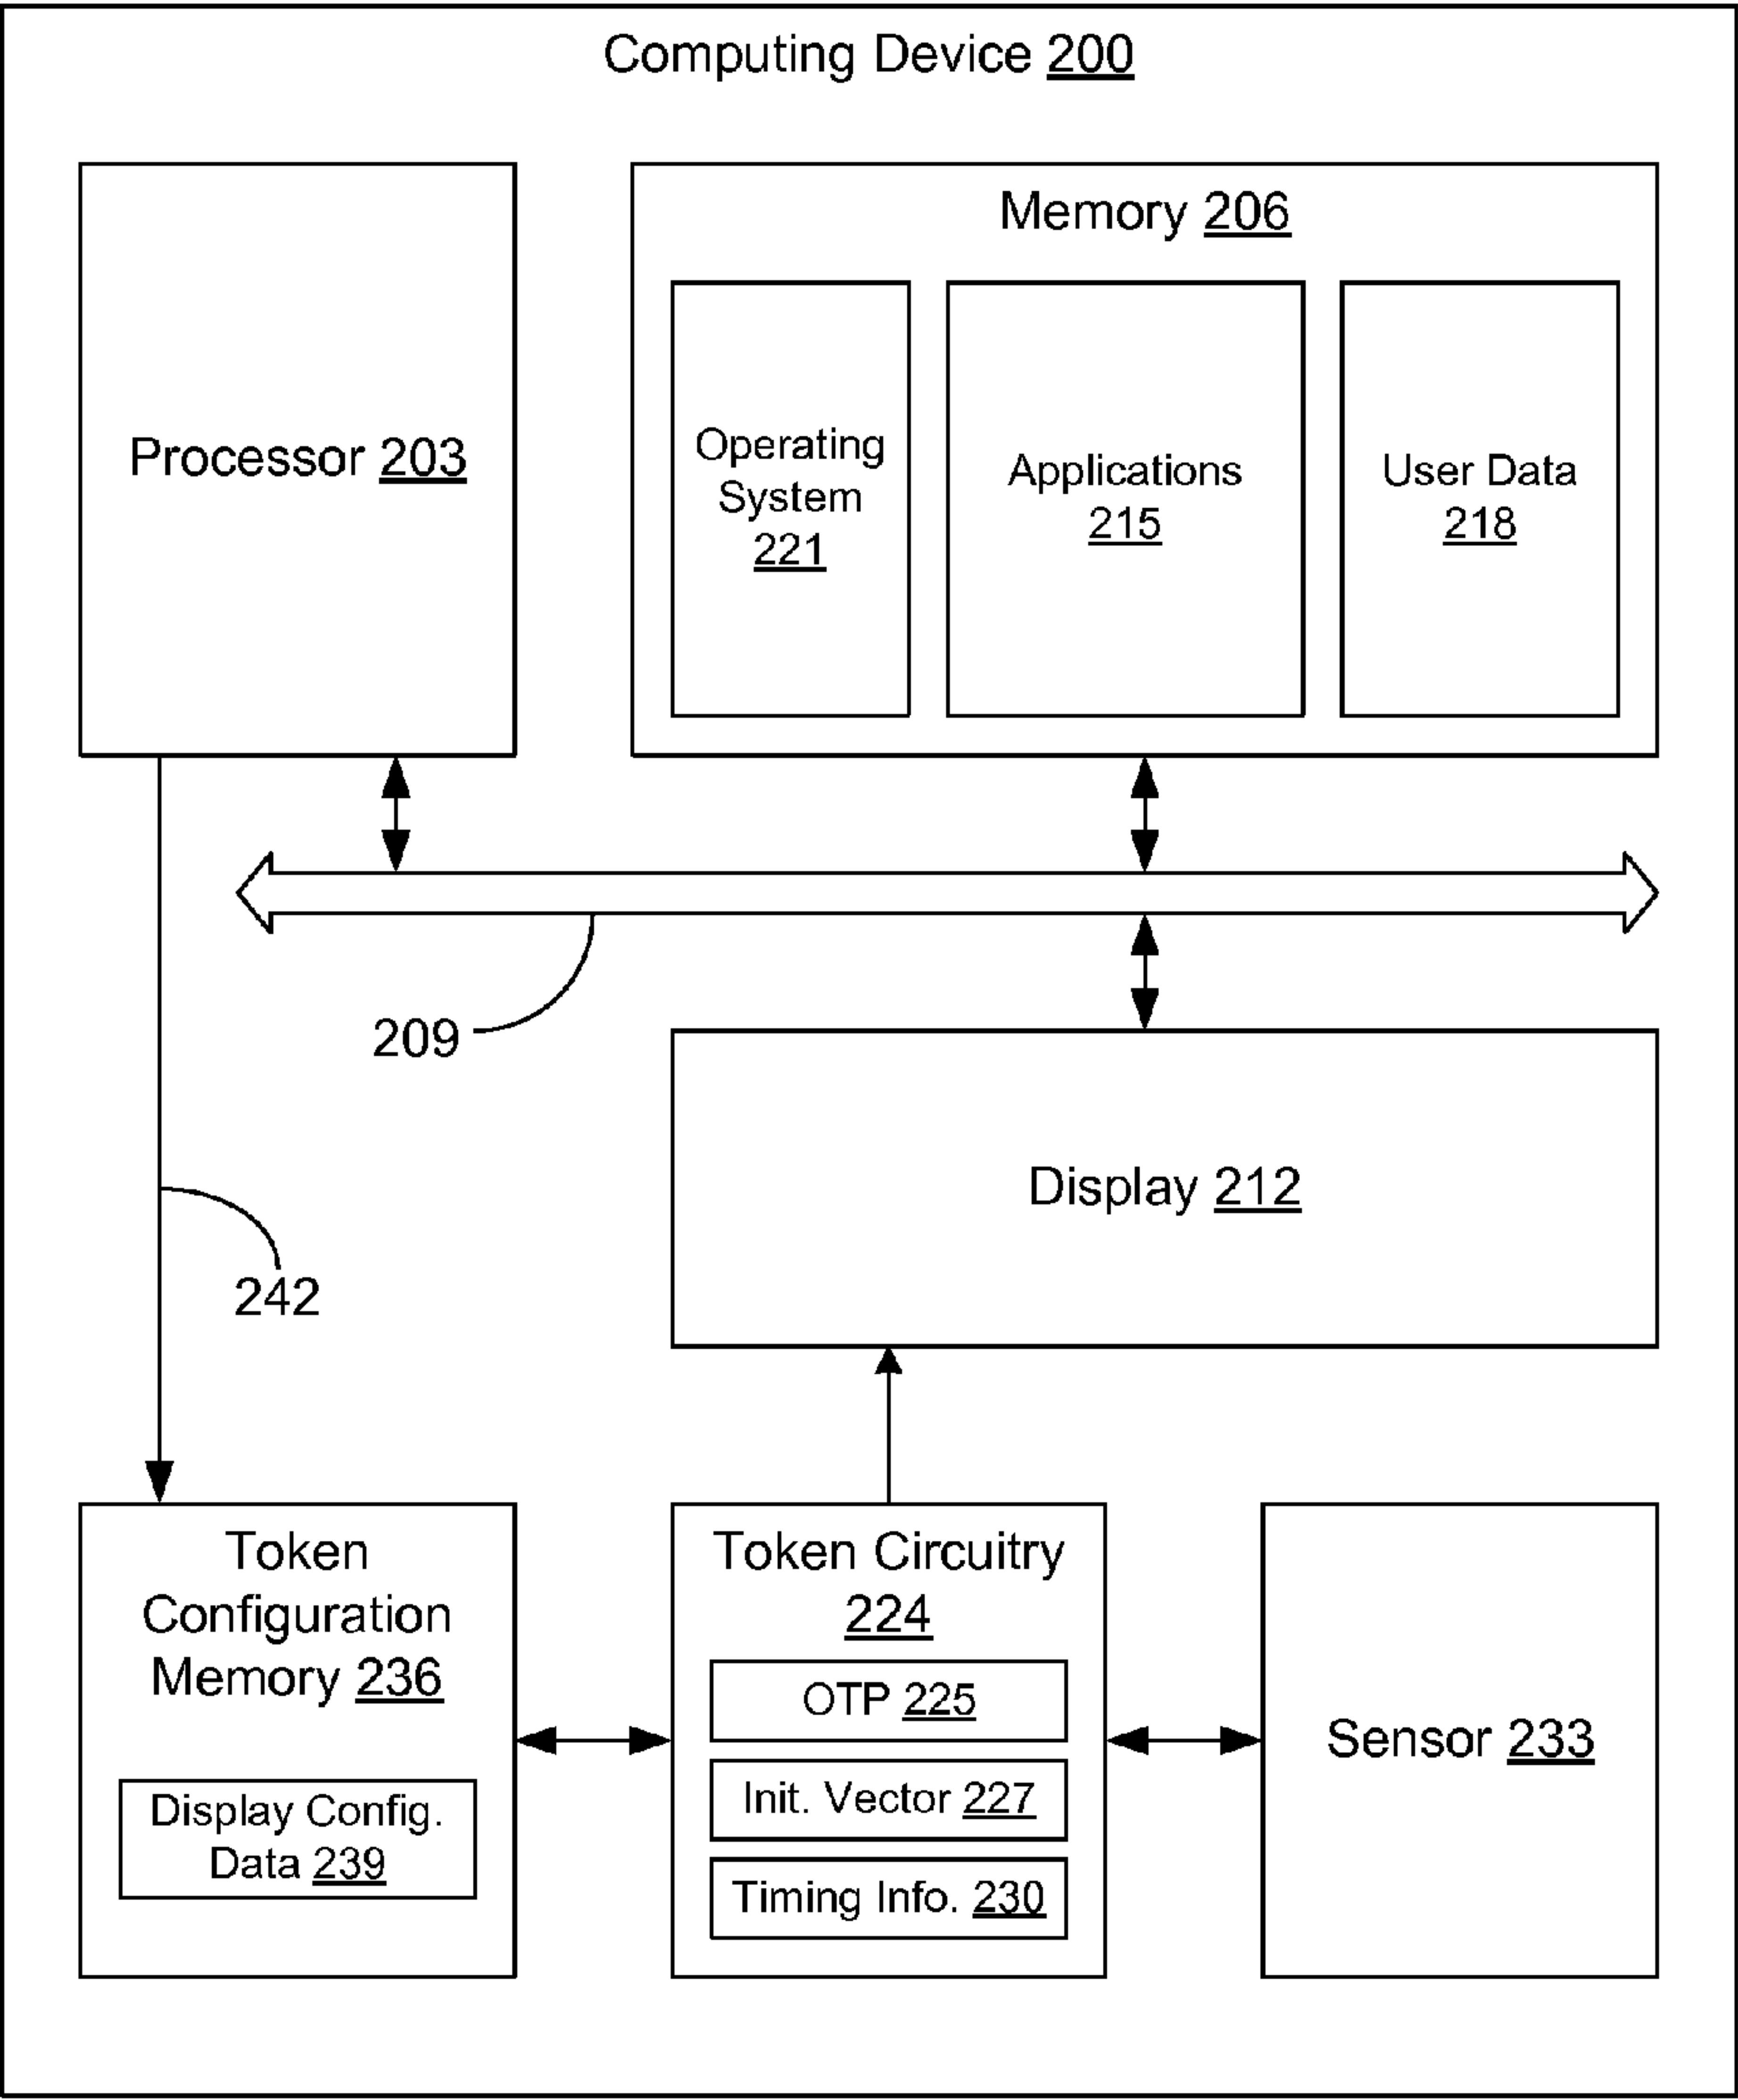 Computing Device 200
Processor 203
Memory 206
Operating
System
221
Applications
215
User Data
218
209
Display 212
242
Token
Configuration
Memory 236
Display Config.
Data 239
Token Circuitry
224
OTP 225
Init. Vector 227
Timing Info. 230
Sensor 233